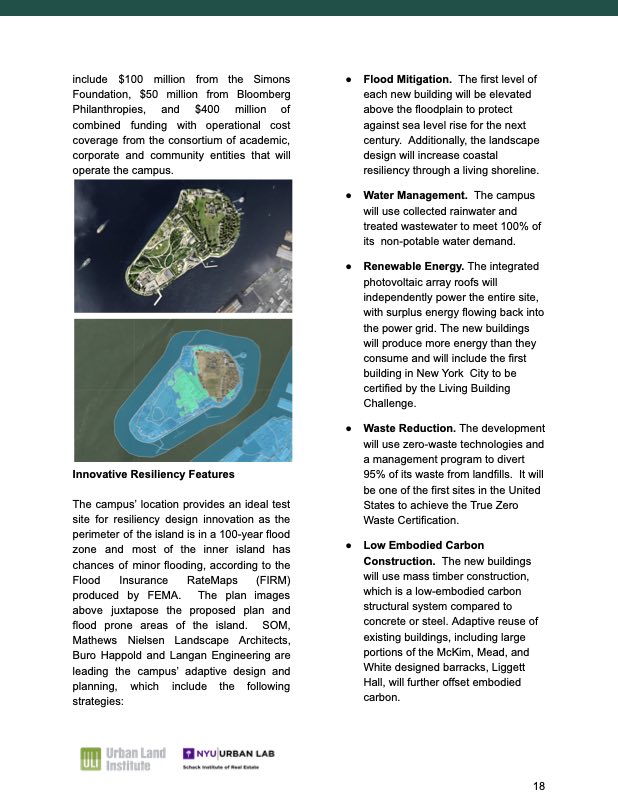 include $100 million from the Simons
Foundation, $50 million from Bloomberg
Philanthropies, and $400 million of
combined funding with operational cost
coverage from the consortium of academic,
corporate and community entities that will
operate the campus.
Innovative Resiliency Features
The campus' location provides an ideal test
site for resiliency design innovation as the
perimeter of the island is in a 100-year flood
zone and most of the inner island has
chances of minor flooding, according to the
Flood Insurance RateMaps (FIRM)
produced by FEMA. The plan images
above juxtapose the proposed plan and
flood prone areas of the island. SOM,
Mathews Nielsen Landscape Architects,
Buro Happold and Langan Engineering are
leading the campus' adaptive design and
planning, which include the following
strategies:
● Flood Mitigation. The first level of
each new building will be elevated
above the floodplain to protect
against sea level rise for the next
century. Additionally, the landscape
design will increase coastal
resiliency through a living shoreline.
● Water Management. The campus
will use collected rainwater and
treated wastewater to meet 100% of
its non-potable water demand.
● Renewable Energy. The integrated
photovoltaic array roofs will
independently power the entire site,
with surplus energy flowing back into
the power grid. The new buildings
will produce more energy than they
consume and will include the first
building in New York City to be
certified by the Living Building
Challenge.
● Waste Reduction. The development
will use zero-waste technologies and
a management program to divert
95% of its waste from landfills. It will
be one of the first sites in the United
States to achieve the True Zero
Waste Certification.
● Low Embodied Carbon
Construction. The new buildings
will use mass timber construction,
which is a low-embodied carbon
structural system compared to
concrete or steel. Adaptive reuse of
existing buildings, including large
portions of the McKim, Mead, and
White designed barracks, Liggett
Hall, will further offset embodied
carbon.
ULI Urban Land
Institute
NYU URBAN LAB
Schack Institute of Real Estate
18